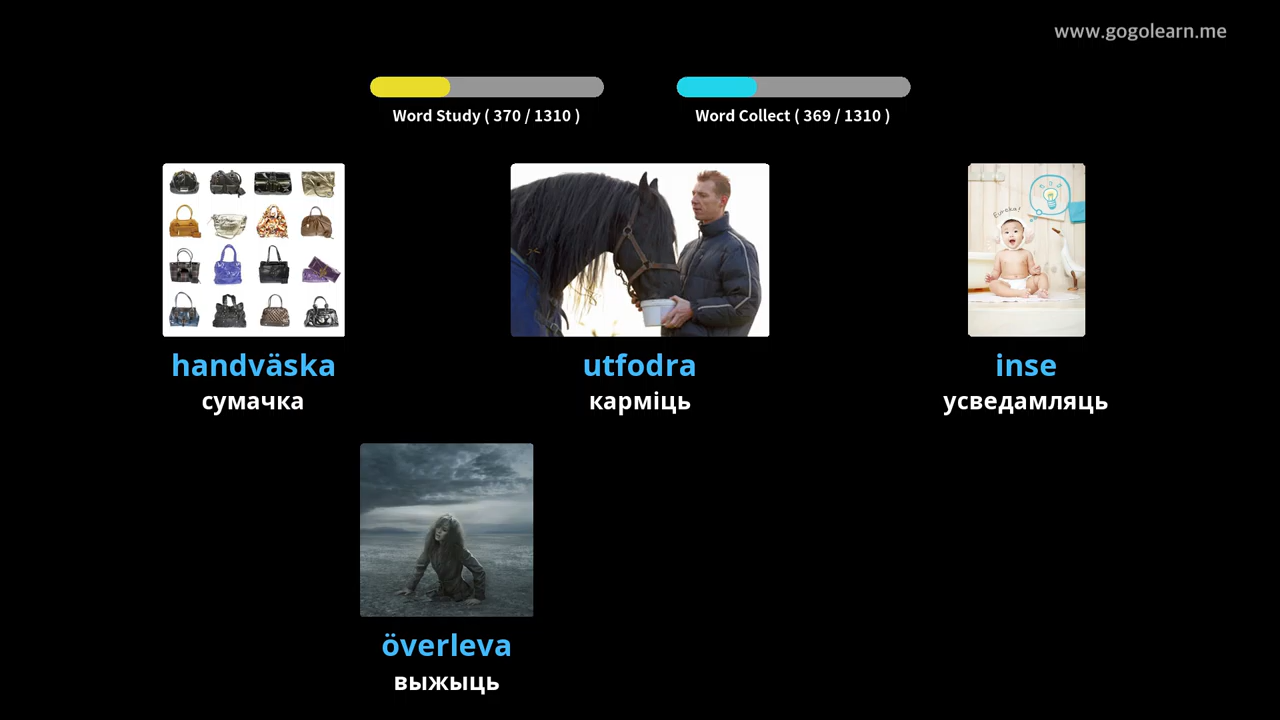 www.gogolearn.me
Word Study ( 370 / 1310 )
Word Collect ( 369 / 1310 )
Eureka!
handväska
utfodra
inse
сумачка
карміць
усведамляць
överleva
выжыць